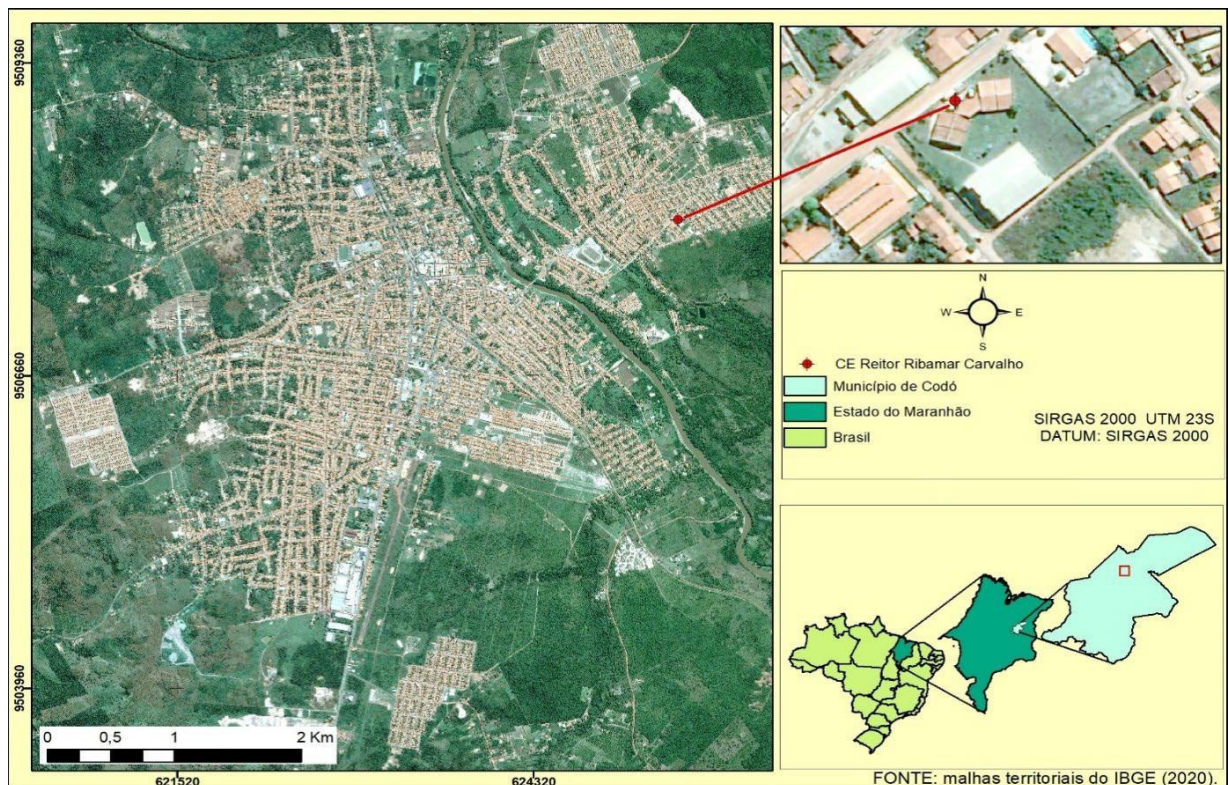 9509360
9506660
9503960
0 0,5 1 2 Km
621520
624320
N
W E
S
CE Reitor Ribamar Carvalho
Município de Codó
Estado do Maranhão
Brasil
SIRGAS 2000 UTM 23S
DATUM: SIRGAS 2000
FONTE: malhas territoriais do IBGE (2020).